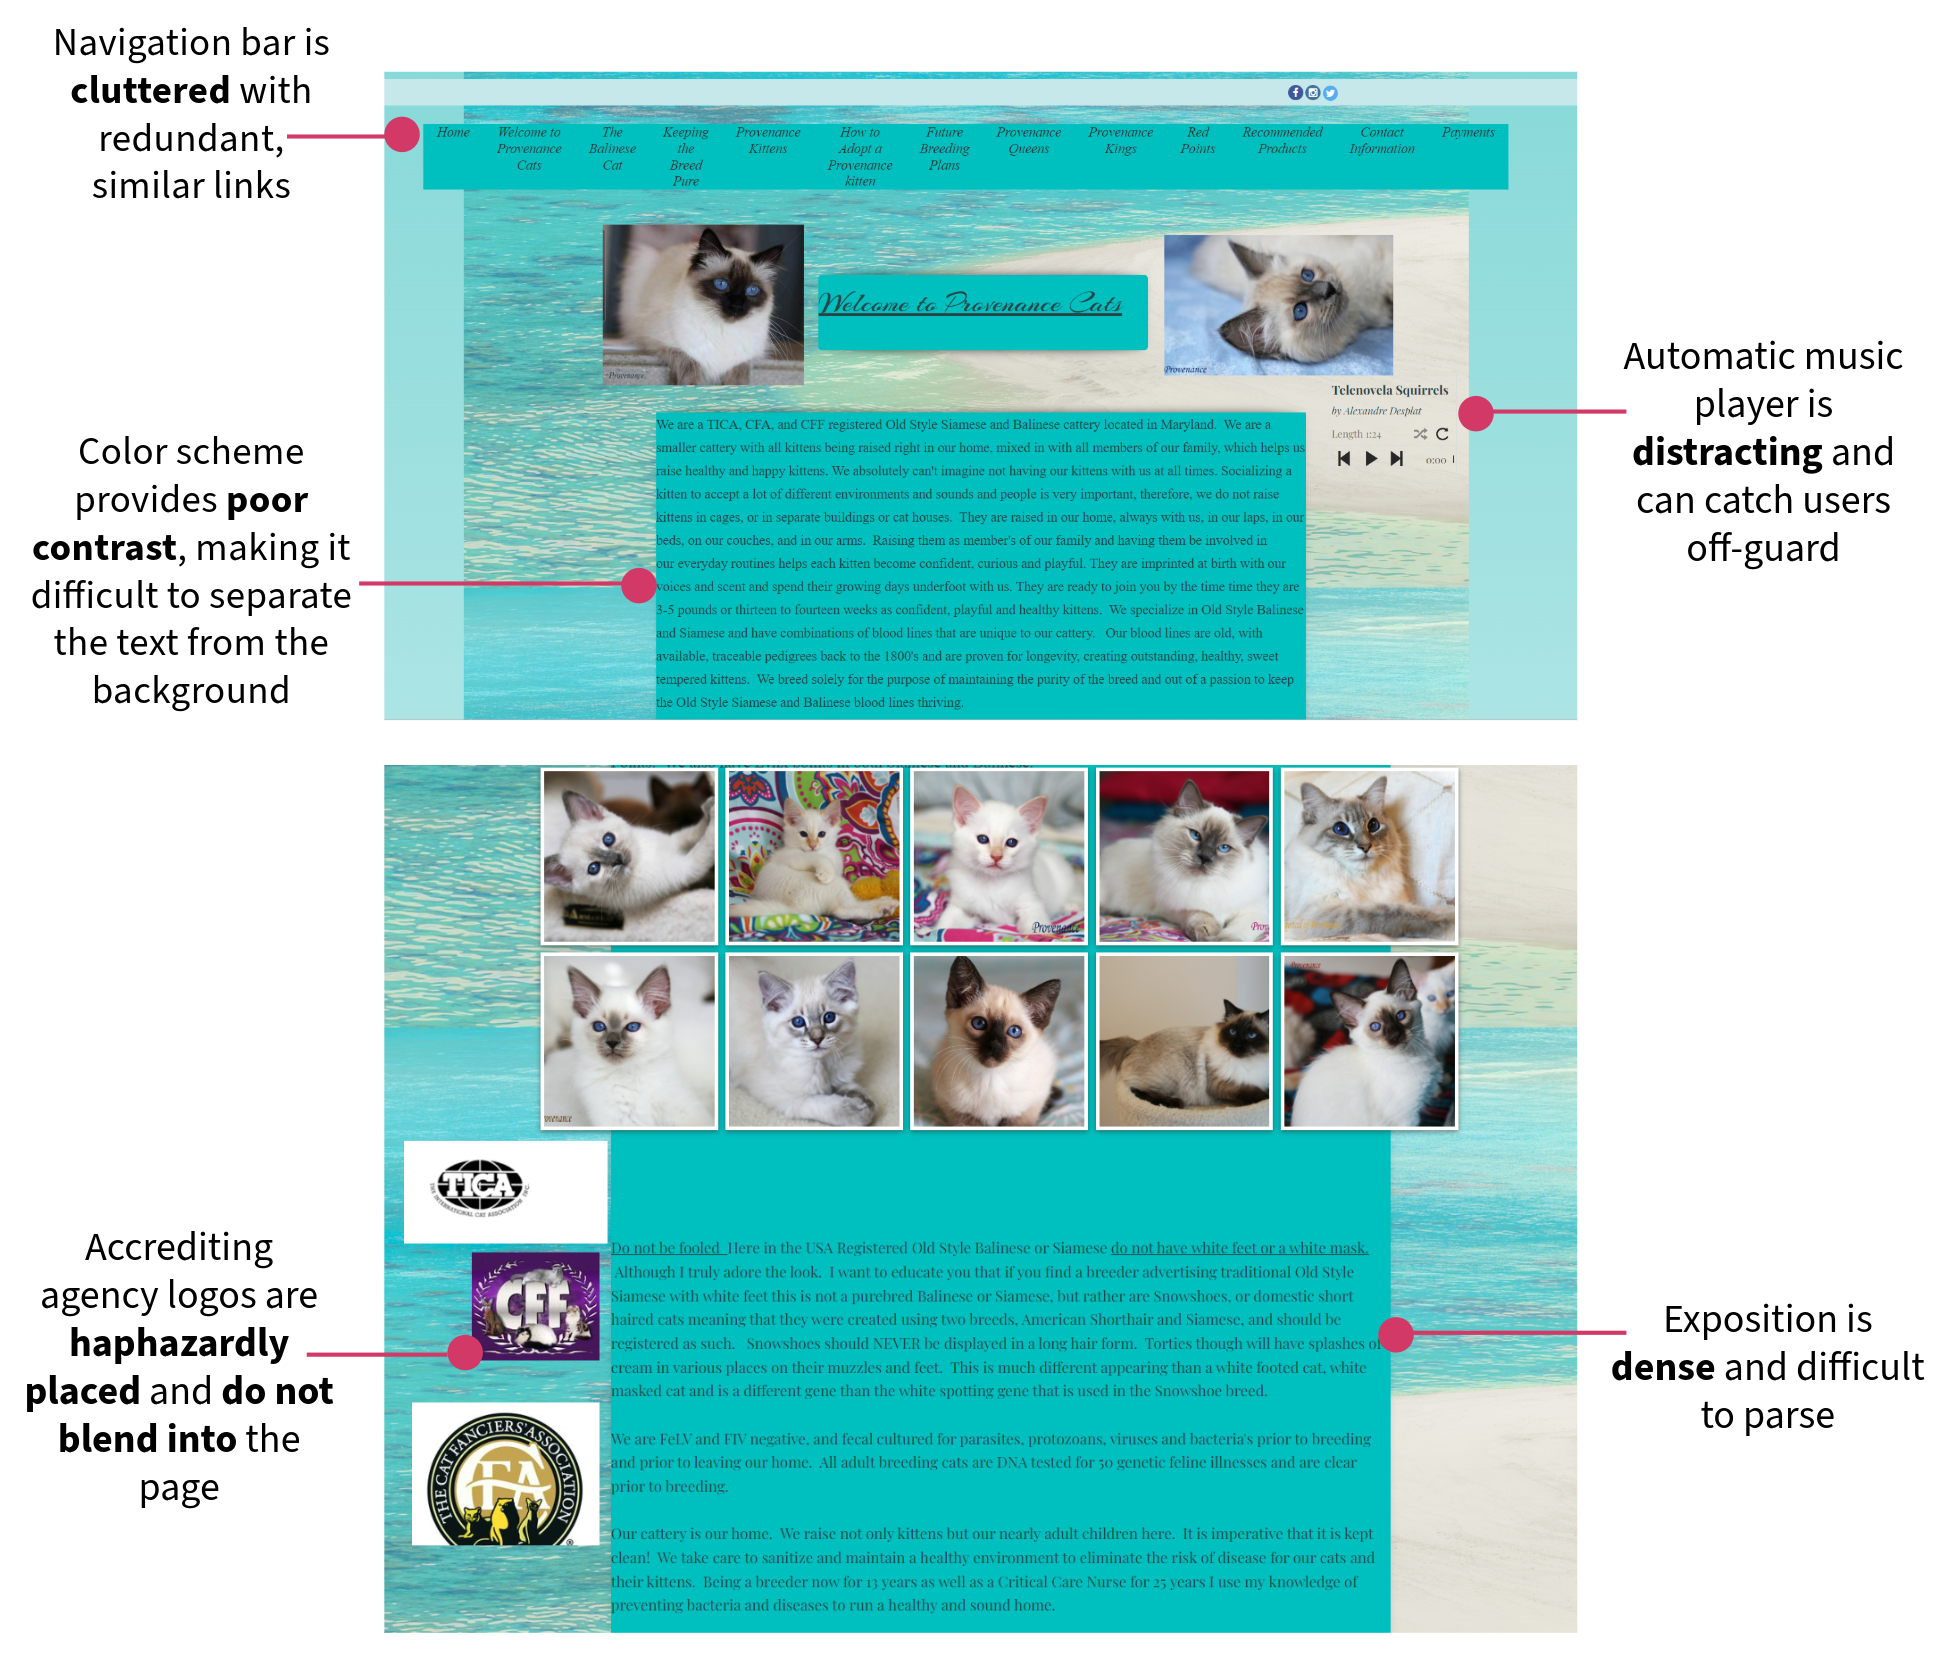 Navigation bar is
cluttered with
redundant,
similar links
Home
Welcome to
Provenance
Cats
The
Balinese
Cat
Keeping
the
Breed
Pure
Provenance
Kittens
How to
Adopt a
Provenance
kitten
Future
Breeding
Plans
Provenance
Queens
Provenance
Kings
Red
Points
Recommended
Products
Contact
Information
Payments
Provenance
Welcome to Provenance Cats
Provenance
Telenovela Squirrels
by Alexandre Desplat
Length 1:24
0:00
Automatic music
player is
distracting and
can catch users
off-guard
Color scheme
provides poor
contrast, making it
difficult to separate
the text from the
background
We are a TICA, CFA, and CFF registered Old Style Siamese and Balinese cattery located in Maryland.  We are a
smaller cattery with all kittens being raised right in our home, mixed in with all members of our family, which helps us
raise healthy and happy kittens. We absolutely can't imagine not having our kittens with us at all times. Socializing a
kitten to accept a lot of different environments and sounds and people is very important, therefore, we do not raise
kittens in cages, or in separate buildings or cat houses.  They are raised in our home, always with us, in our laps, in our
beds, on our couches, and in our arms.  Raising them as member's of our family and having them be involved in
our everyday routines helps each kitten become confident, curious and playful. They are imprinted at birth with our
voices and scent and spend their growing days underfoot with us. They are ready to join you by the time time they are
3-5 pounds or thirteen to fourteen weeks as confident, playful and healthy kittens.  We specialize in Old Style Balinese
and Siamese and have combinations of blood lines that are unique to our cattery.   Our blood lines are old, with
available, traceable pedigrees back to the 1800's and are proven for longevity, creating outstanding, healthy, sweet
tempered kittens.  We breed solely for the purpose of maintaining the purity of the breed and out of a passion to keep
the Old Style Siamese and Balinese blood lines thriving.
Provenance
Prov
Provenance
TICA
THE INTERNATIONAL CAT ASSOCIATION INC.
CFF
THE CAT FANCIERS' ASSOCIATION
CFA
®
Accrediting
agency logos are
haphazardly
placed and do not
blend into the
page
Do not be fooled  Here in the USA Registered Old Style Balinese or Siamese do not have white feet or a white mask.
Although I truly adore the look.  I want to educate you that if you find a breeder advertising traditional Old Style
Siamese with white feet this is not a purebred Balinese or Siamese, but rather are Snowshoes, or domestic short
haired cats meaning that they were created using two breeds, American Shorthair and Siamese, and should be
registered as such.   Snowshoes should NEVER be displayed in a long hair form.  Torties though will have splashes of
cream in various places on their muzzles and feet.  This is much different appearing than a white footed cat, white
masked cat and is a different gene than the white spotting gene that is used in the Snowshoe breed.
We are FeLV and FIV negative, and fecal cultured for parasites, protozoans, viruses and bacteria's prior to breeding
and prior to leaving our home.  All adult breeding cats are DNA tested for 50 genetic feline illnesses and are clear
prior to breeding.
Our cattery is our home.  We raise not only kittens but our nearly adult children here.  It is imperative that it is kept
clean!  We take care to sanitize and maintain a healthy environment to eliminate the risk of disease for our cats and
their kittens.  Being a breeder now for 13 years as well as a Critical Care Nurse for 25 years I use my knowledge of
preventing bacteria and diseases to run a healthy and sound home.
Exposition is
dense and difficult
to parse